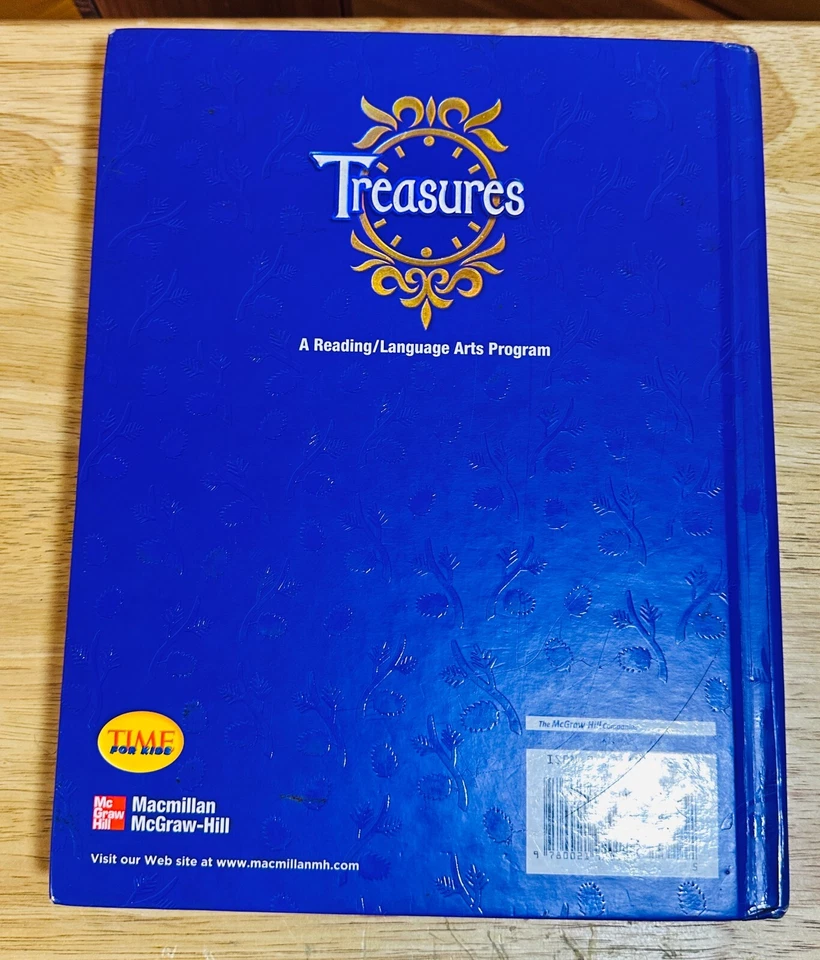 Treasures
A Reading/Language Arts Program
TIME
FOR KIDS
Mc
Graw
Hill
Macmillan
McGraw-Hill
Visit our Web site at www.macmillanmh.com
The McGraw Hill Companies